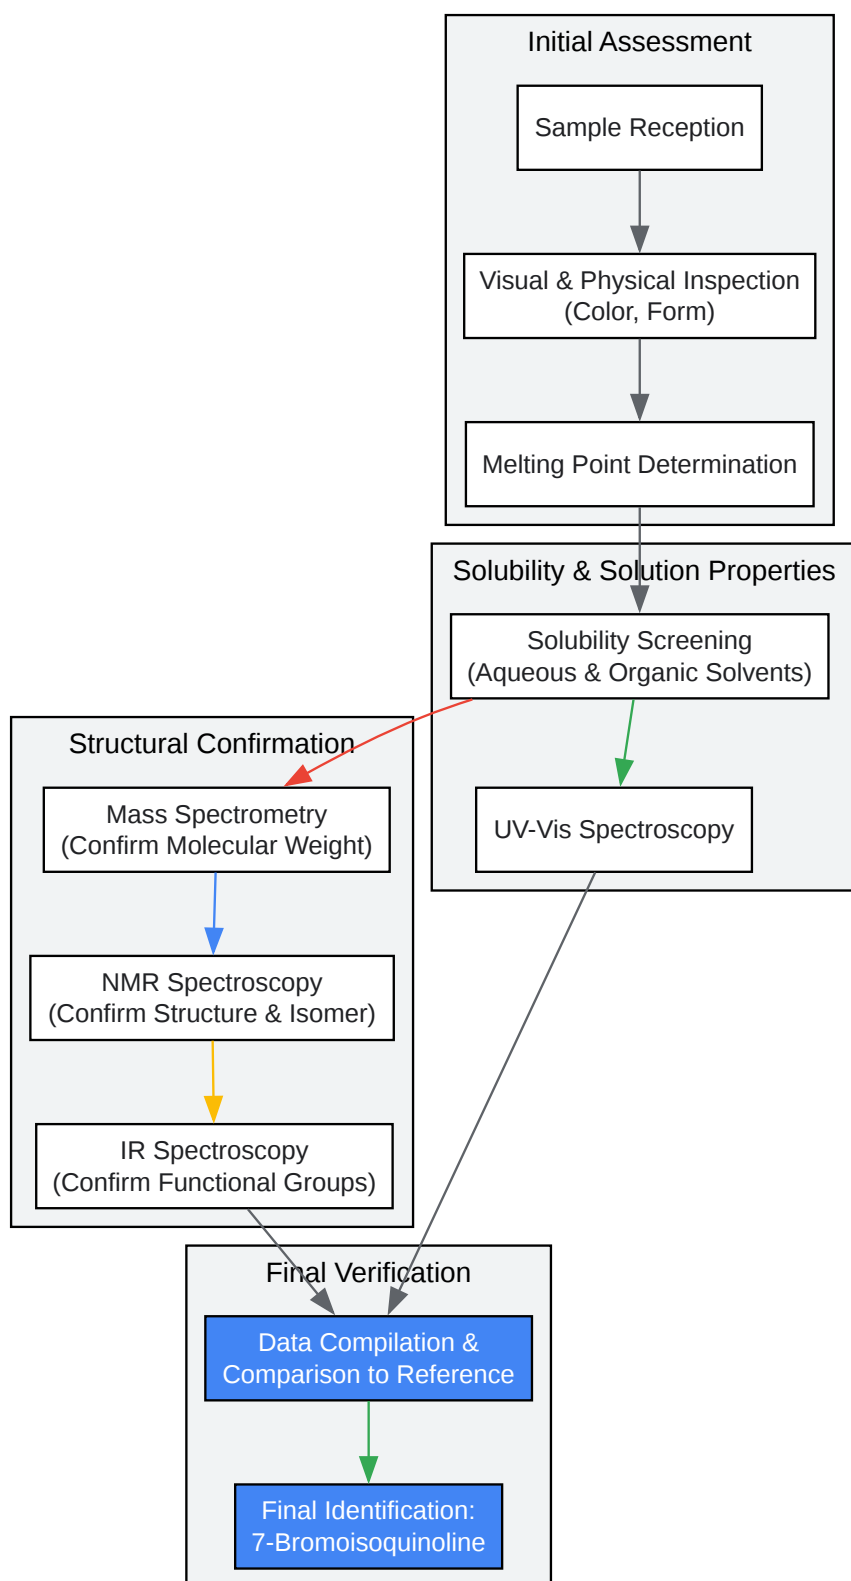 Initial Assessment
Sample Reception
Visual & Physical Inspection
(Color, Form)
Melting Point Determination
Solubility & Solution Properties
Solubility Screening
(Aqueous & Organic Solvents)
Structural Confirmation
Mass Spectrometry
(Confirm Molecular Weight)
UV-Vis Spectroscopy
NMR Spectroscopy
(Confirm Structure & Isomer)
IR Spectroscopy
(Confirm Functional Groups)
Final Verification
Data Compilation &
Comparison to Reference
Final Identification:
7-Bromoisoquinoline